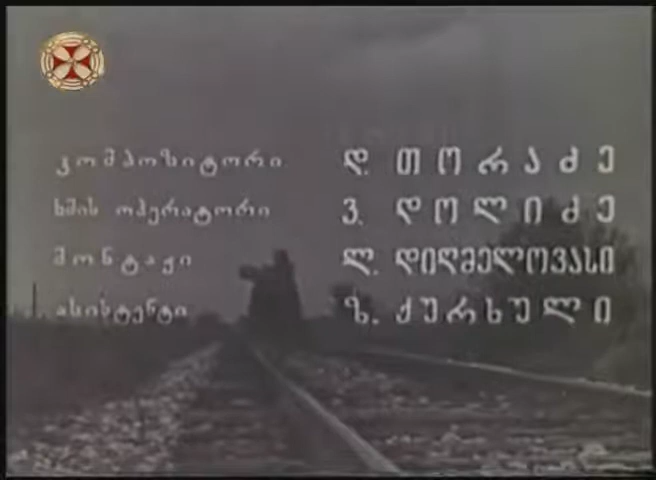 კომპოზიტორი დ. თორაძე
ხმის ოპერატორი ვ. დოლიძე
მონტაჟი ლ. დიღმელოვასი
ასისტენტი ზ. ქურხული